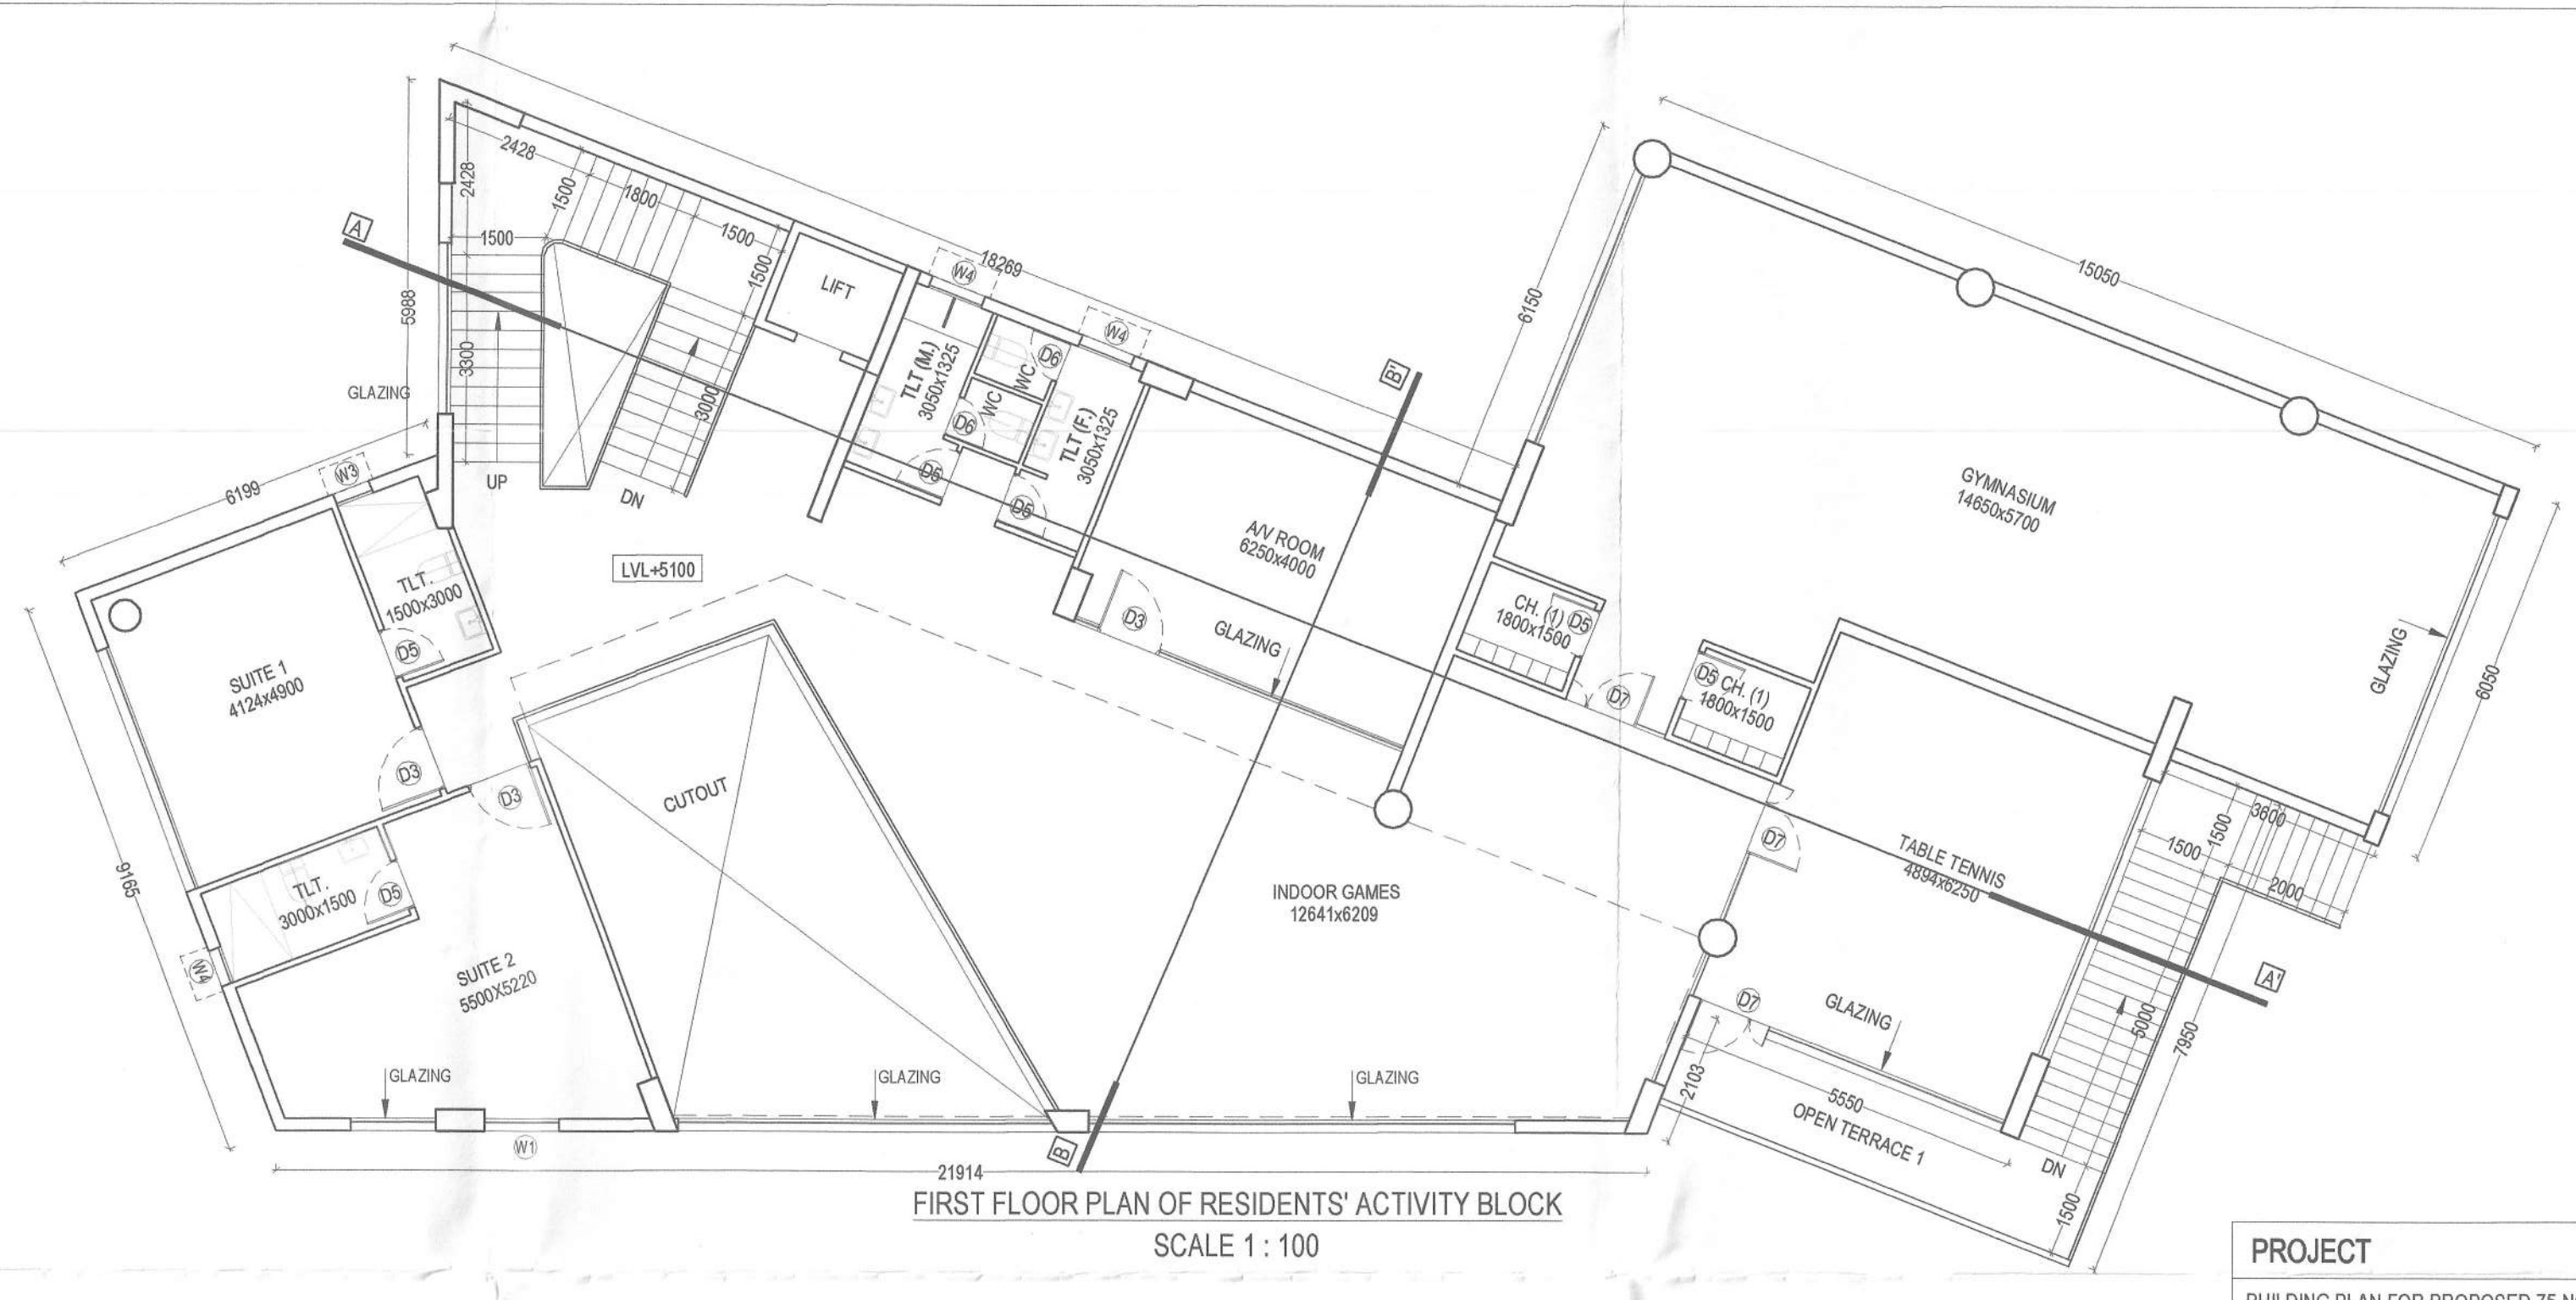 18269
15050
2428
2428
1500
1800
1500
1500
1500
6150
A
LIFT
W4
W4
5988
3300
3000
GLAZING
TLT (M.)
3050x1325
D6
WC
WC
D6
TLT (F.)
3050x1325
D5
D5
B'
GYMNASIUM
14650x5700
6199
W3
UP
DN
A/V ROOM
6250x4000
LVL+5100
TLT.
1500x3000
D5
D3
GLAZING
CH. (1)
1800x1500
D5
D7
D5
CH. (1)
1800x1500
GLAZING
6050
SUITE 1
4124x4900
D3
D3
CUTOUT
9165
TLT.
3000x1500
D5
INDOOR GAMES
12641x6209
D7
TABLE TENNIS
4894x6250
1500
1500
3600
2000
W4
SUITE 2
5500X5220
D7
GLAZING
A'
5000
7950
GLAZING
GLAZING
GLAZING
2103
5550
OPEN TERRACE 1
DN
1500
W1
B
21914
FIRST FLOOR PLAN OF RESIDENTS' ACTIVITY BLOCK
SCALE 1 : 100
PROJECT